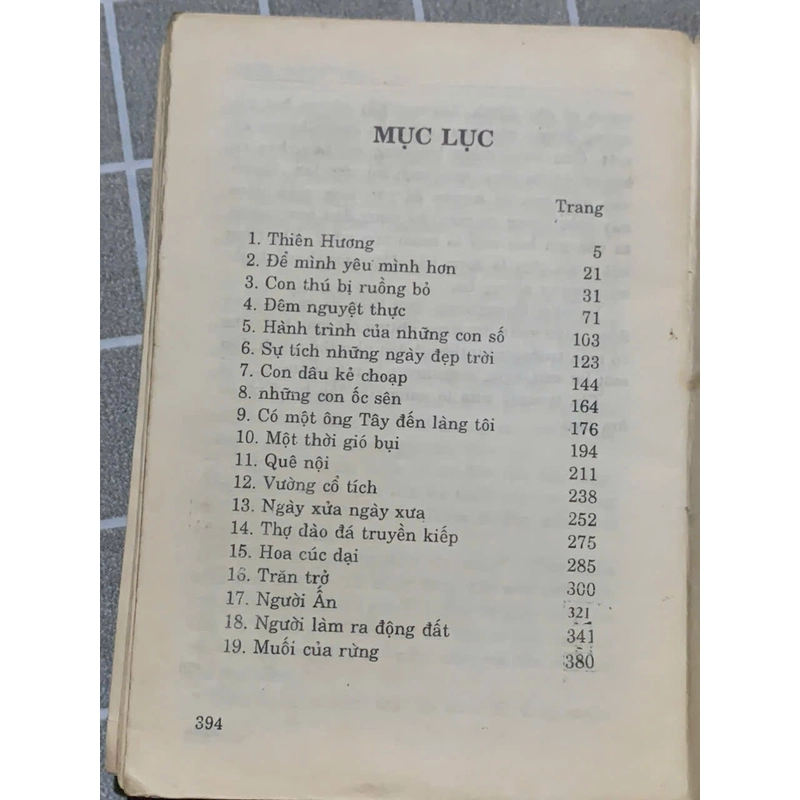 MỤC LỤC
Trang
1. Thiên Hương 5
2. Để mình yêu mình hơn 21
3. Con thú bị ruồng bỏ 31
4. Đêm nguyệt thực 71
5. Hành trình của những con số 103
6. Sự tích những ngày đẹp trời 123
7. Con dâu kẻ choạp 144
8. những con ốc sên 164
9. Có một ông Tây đến làng tôi 176
10. Một thời gió bụi 194
11. Quê nội 211
12. Vường cổ tích 238
13. Ngày xửa ngày xưạ 252
14. Thợ dào đá truyền kiếp 275
15. Hoa cúc dại 285
16. Trăn trở 300
17. Người Ấn 321
18. Người làm ra động đất 341
19. Muối của rừng 380
394